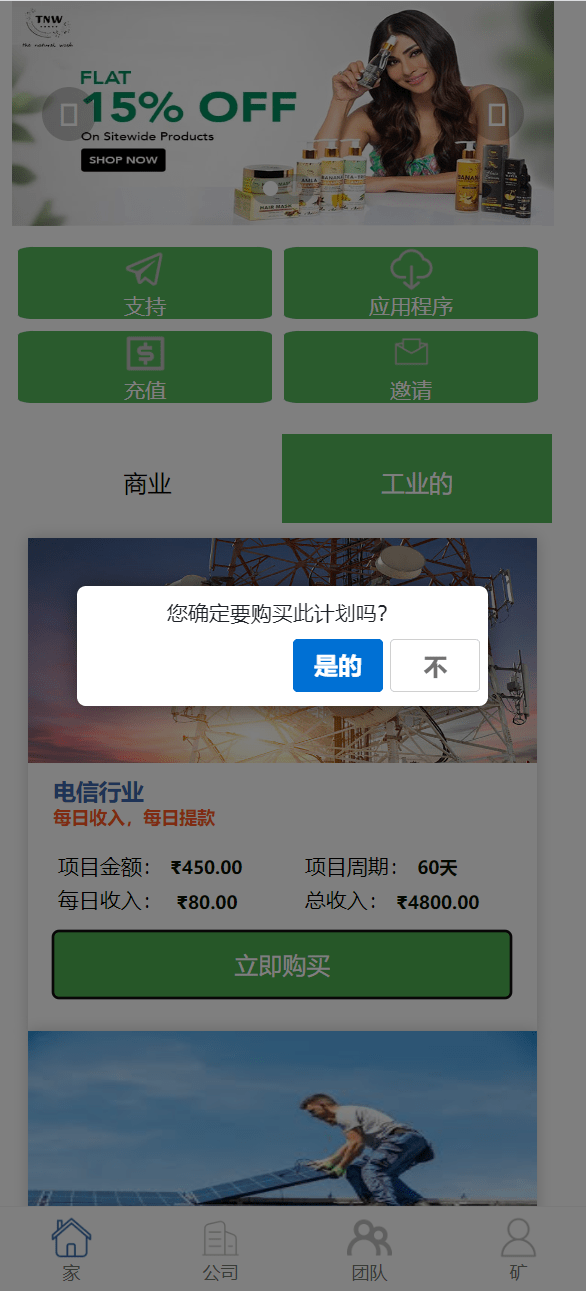 TNW
the natural wash
FLAT
15% OFF
On Sitewide Products
SHOP NOW
HAIR MASK
支持
应用程序
充值
邀请
商业
工业的
您确定要购买此计划吗?
是的
不
电信行业
每日收入，每日提款
项目金额： ₹450.00
项目周期： 60天
每日收入： ₹80.00
总收入： ₹4800.00
立即购买
家
公司
团队
矿